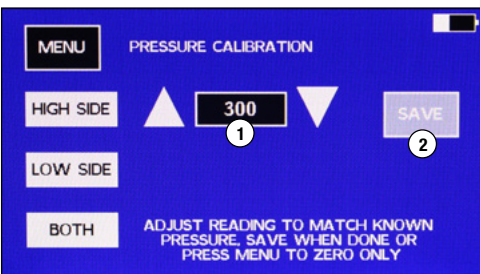 MENU
PRESSURE CALIBRATION
HIGH SIDE
300
1
SAVE
2
LOW SIDE
BOTH
ADJUST READING TO MATCH KNOWN
PRESSURE, SAVE WHEN DONE OR
PRESS MENU TO ZERO ONLY